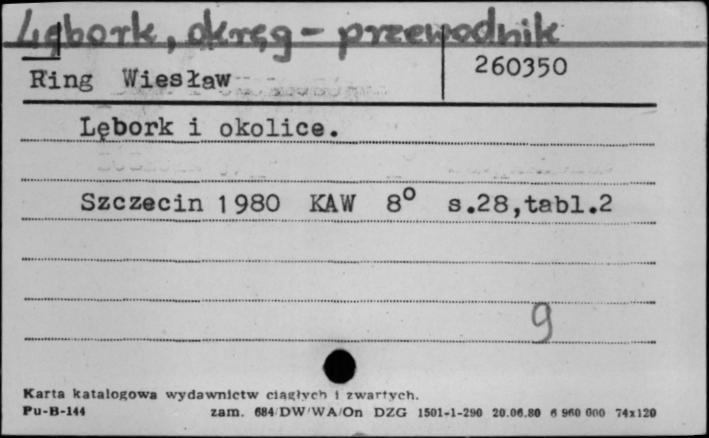 Lębork, okręg - przewodnik
260350
Ring Wiesław
Lębork i okolice.
Szczecin 1980 KAW 8° s.28,tabl.2
9
Karta katalogowa wydawnictw ciągłych i zwartych.
Pu-B-144 zam. 684/DW/WA/On DZG 1501-1-290 20.06.80 6 960 000 74x120